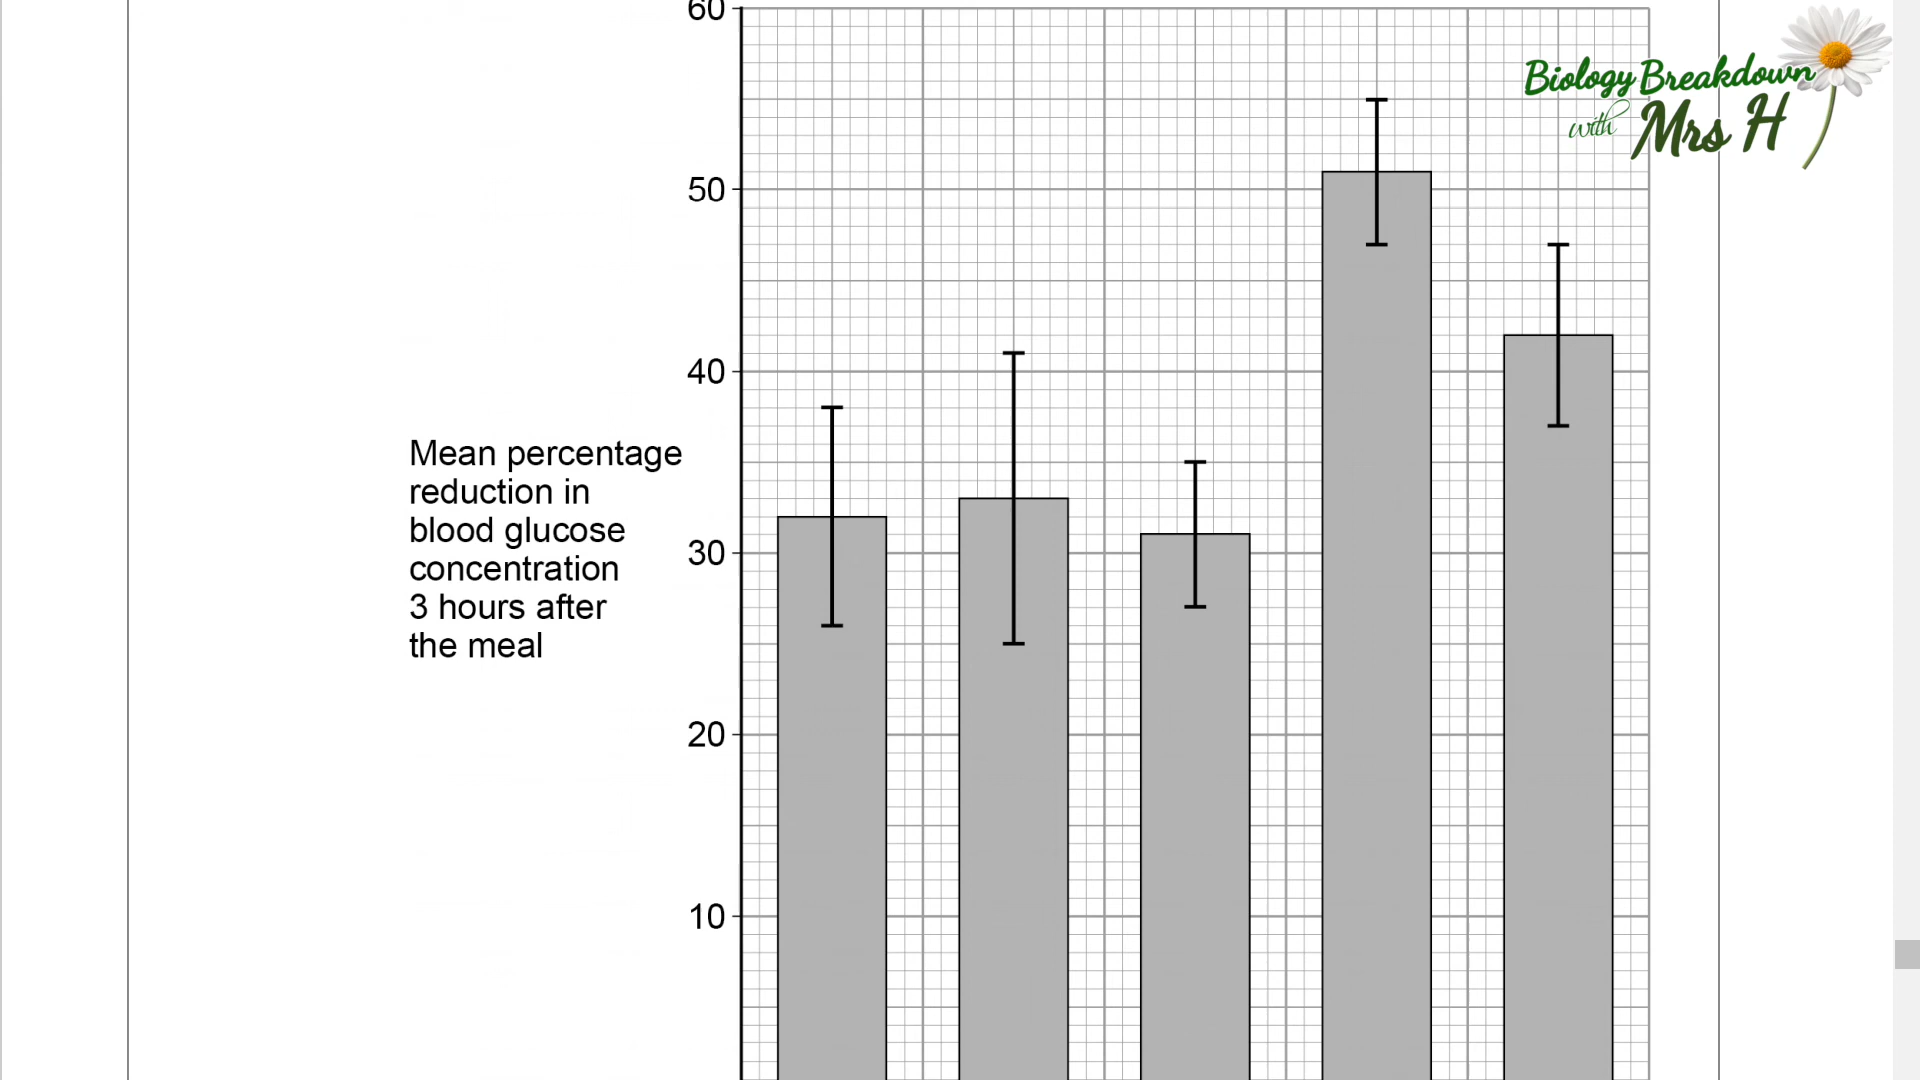 60
Biology Breakdown
with Mrs H
50
40
Mean percentage
reduction in
blood glucose
concentration
3 hours after
the meal
30
20
10